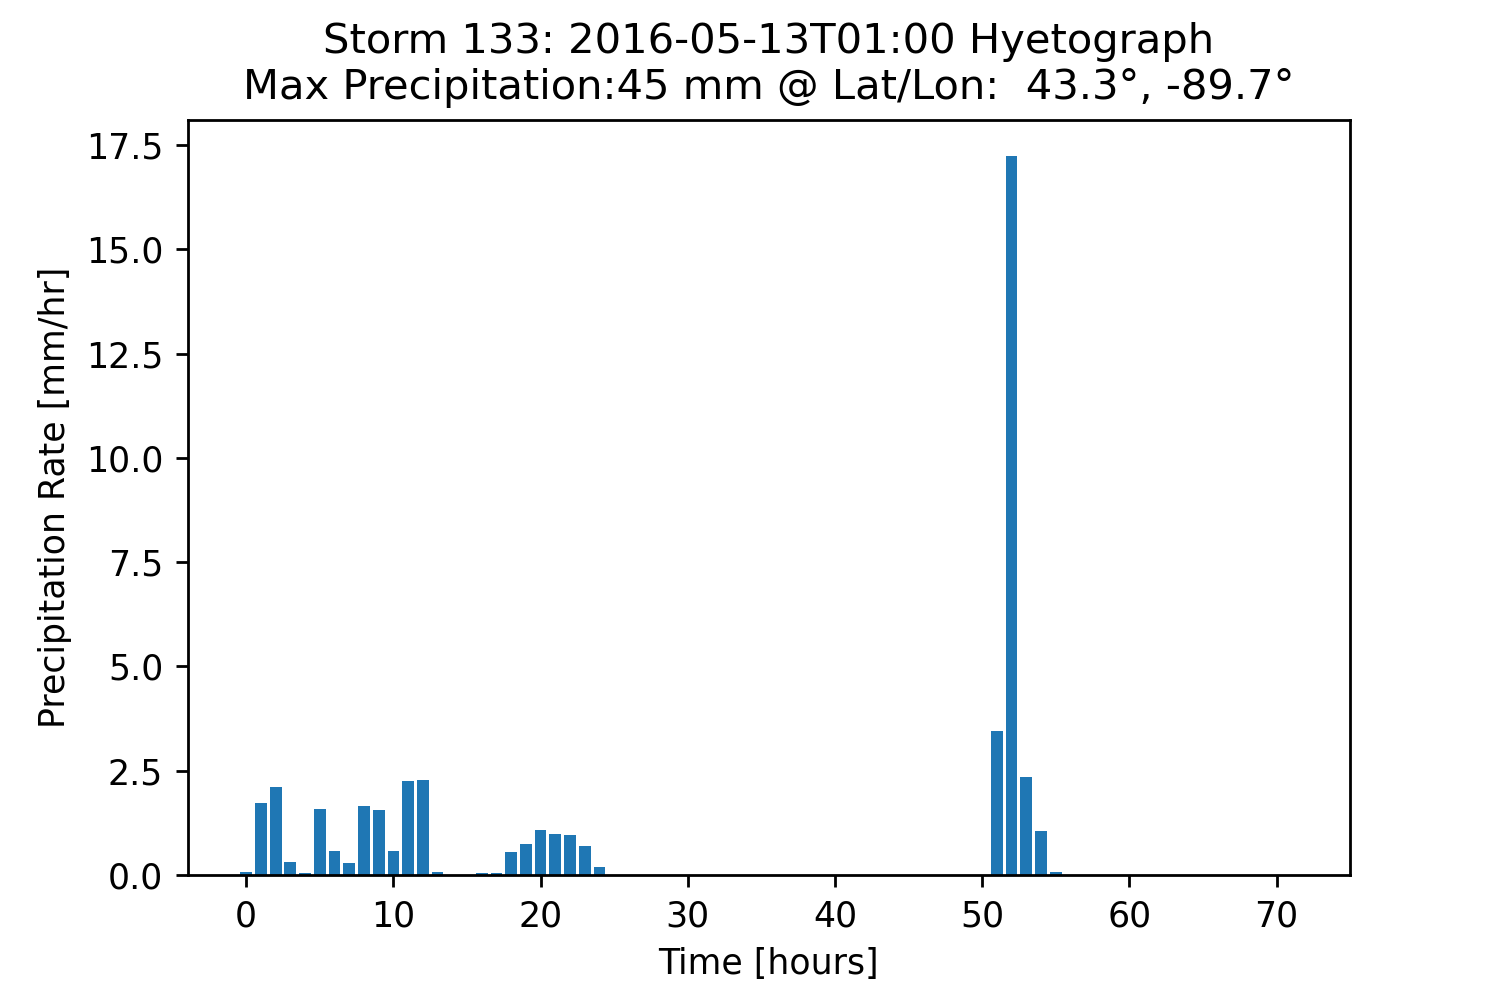 Storm 133: 2016-05-13T01:00 Hyetograph
Max Precipitation:45 mm @ Lat/Lon:  43.3°, -89.7°
17.5
15.0
12.5
10.0
7.5
5.0
2.5
0.0
Precipitation Rate [mm/hr]
0 10 20 30 40 50 60 70
Time [hours]